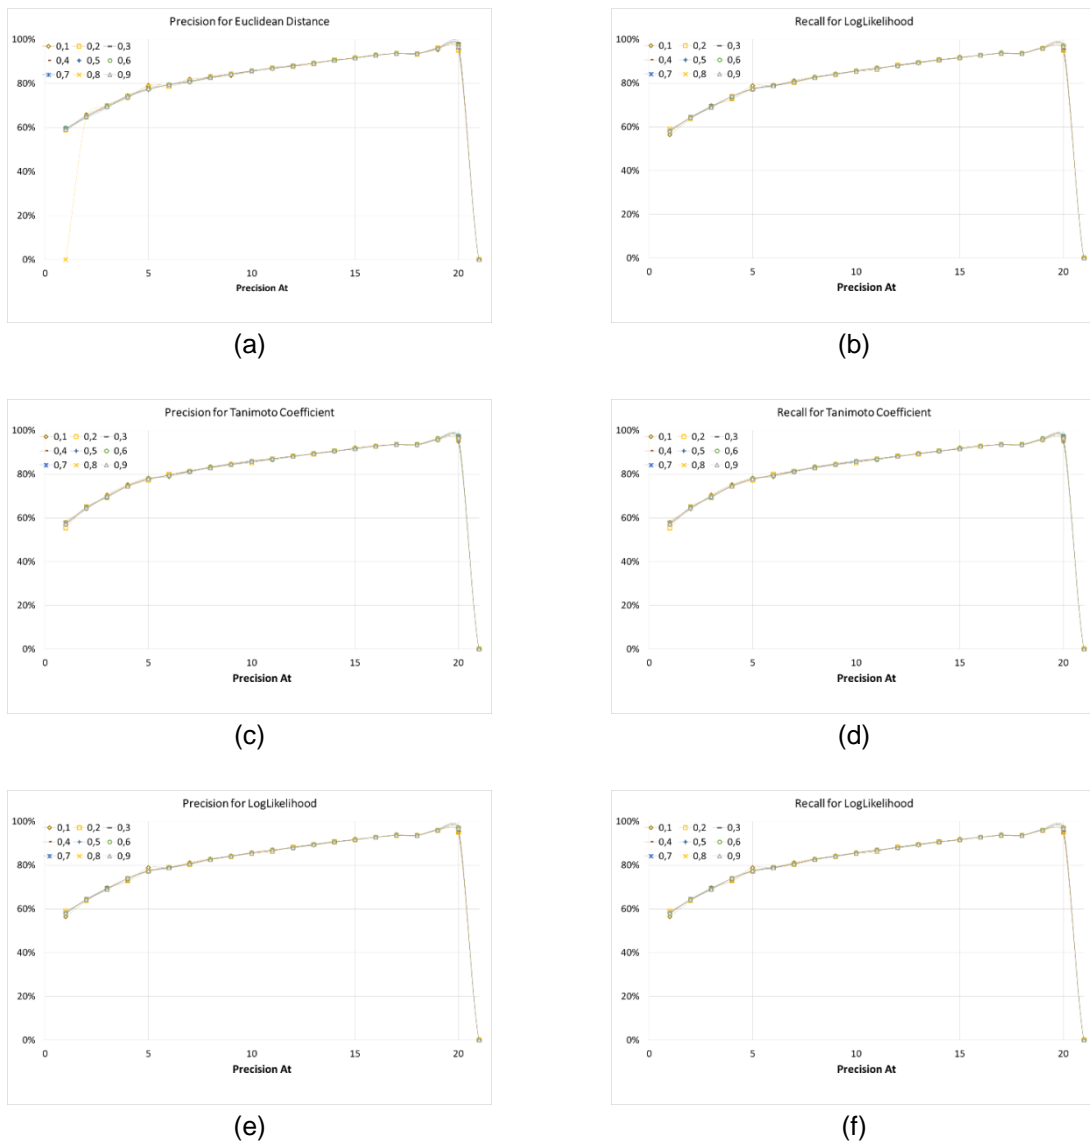 Precision for Euclidean Distance
100%
0,1 0,2 0,3
0,4 0,5 0,6
0,7 0,8 0,9
80%
60%
40%
20%
0%
0 5 10 15 20
Precision At
(a)
Recall for LogLikelihood
100%
0,1 0,2 0,3
0,4 0,5 0,6
0,7 0,8 0,9
80%
60%
40%
20%
0%
0 5 10 15 20
Precision At
(b)
Precision for Tanimoto Coefficient
100%
0,1 0,2 0,3
0,4 0,5 0,6
0,7 0,8 0,9
80%
60%
40%
20%
0%
0 5 10 15 20
Precision At
(c)
Recall for Tanimoto Coefficient
100%
0,1 0,2 0,3
0,4 0,5 0,6
0,7 0,8 0,9
80%
60%
40%
20%
0%
0 5 10 15 20
Precision At
(d)
Precision for LogLikelihood
100%
0,1 0,2 0,3
0,4 0,5 0,6
0,7 0,8 0,9
80%
60%
40%
20%
0%
0 5 10 15 20
Precision At
(e)
Recall for LogLikelihood
100%
0,1 0,2 0,3
0,4 0,5 0,6
0,7 0,8 0,9
80%
60%
40%
20%
0%
0 5 10 15 20
Precision At
(f)